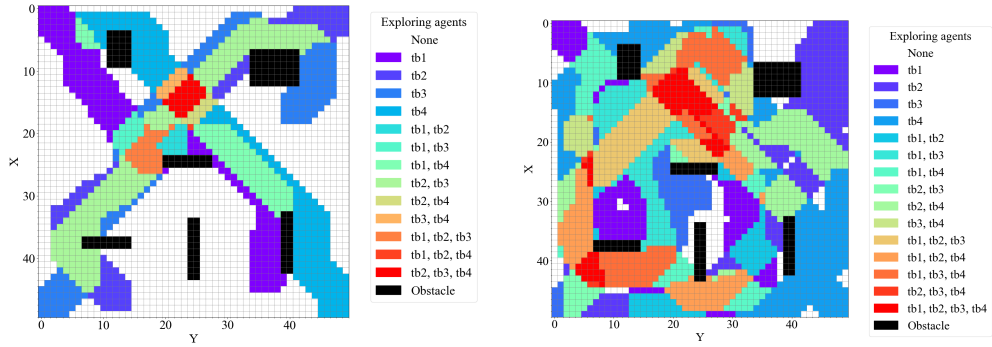 0
10
20
30
40
X
0
10
20
30
40
Y
Exploring agents
None
tb1
tb2
tb3
tb4
tb1, tb2
tb1, tb3
tb1, tb4
tb2, tb3
tb2, tb4
tb3, tb4
tb1, tb2, tb3
tb1, tb2, tb4
tb2, tb3, tb4
Obstacle
0
10
20
30
40
X
0
10
20
30
40
Y
Exploring agents
None
tb1
tb2
tb3
tb4
tb1, tb2
tb1, tb3
tb1, tb4
tb2, tb3
tb2, tb4
tb3, tb4
tb1, tb2, tb3
tb1, tb2, tb4
tb1, tb3, tb4
tb2, tb3, tb4
tb1, tb2, tb3, tb4
Obstacle